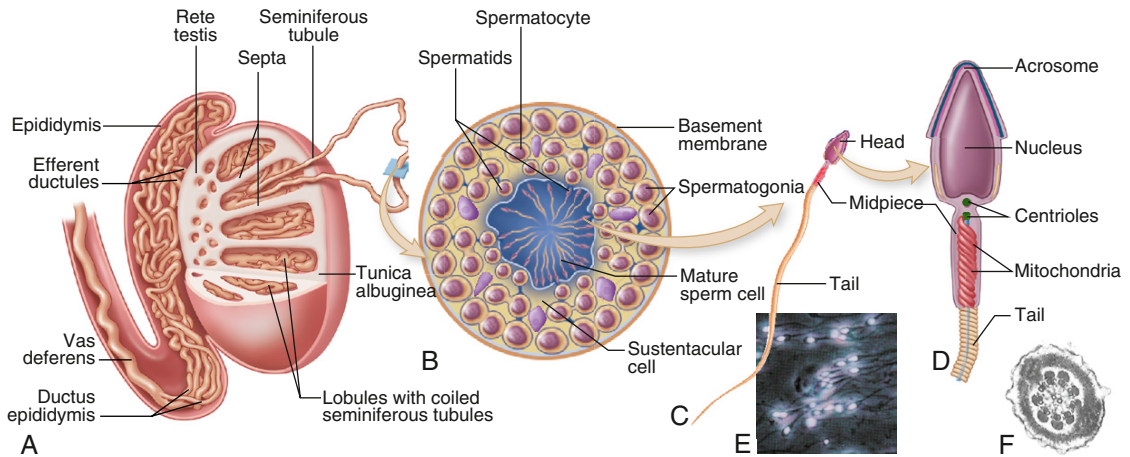 Rete
testis
Seminiferous
tubule
Septa
Epididymis
Efferent
ductules
Tunica
albuginea
Vas
deferens
Ductus
epididymis
Lobules with coiled
seminiferous tubules
A
Spermatocyte
Spermatids
Basement
membrane
Spermatogonia
Mature
sperm cell
Sustentacular
cell
B
Head
Midpiece
Tail
C
Acrosome
Nucleus
Centrioles
Mitochondria
Tail
D
E
F